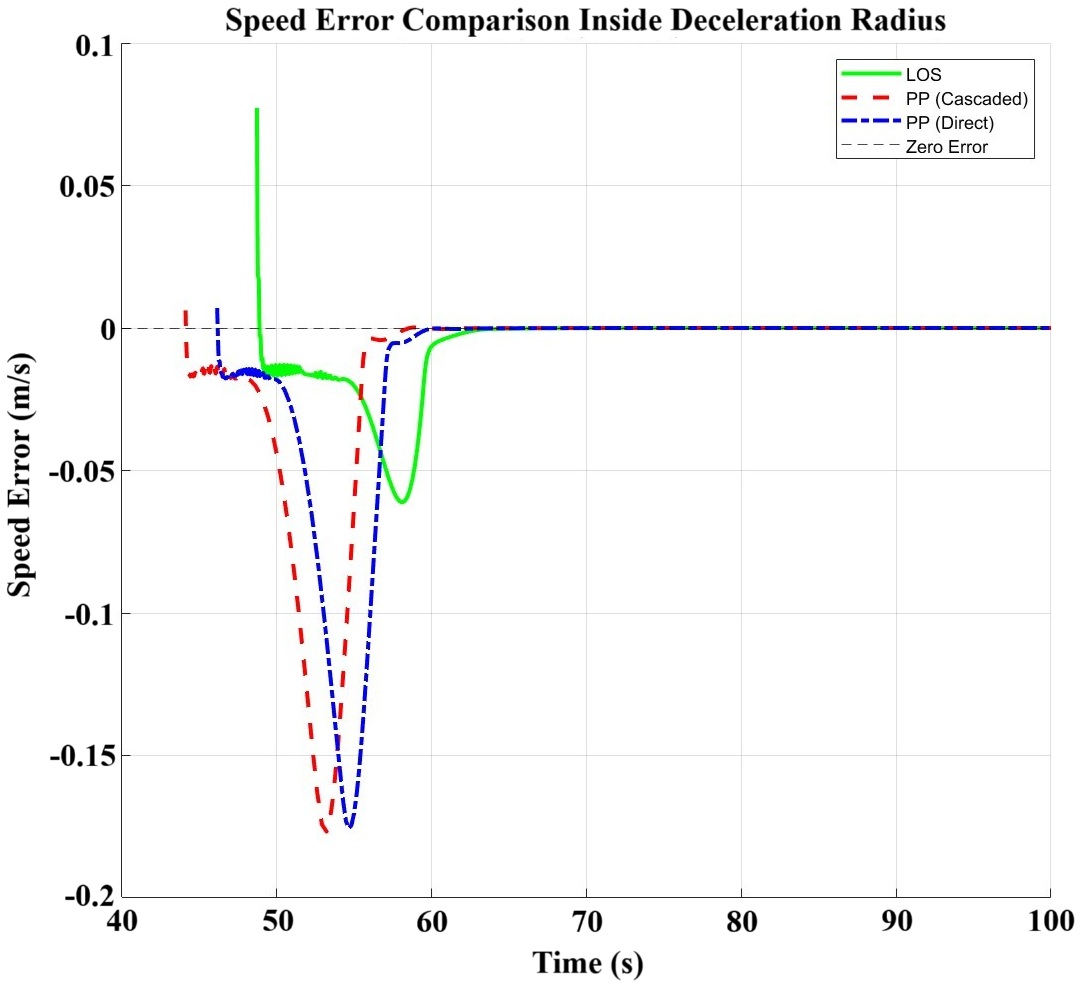 Speed Error Comparison Inside Deceleration Radius
LOS
PP (Cascaded)
PP (Direct)
Zero Error
0.1
0.05
0
-0.05
-0.1
-0.15
-0.2
Speed Error (m/s)
40 50 60 70 80 90 100
Time (s)